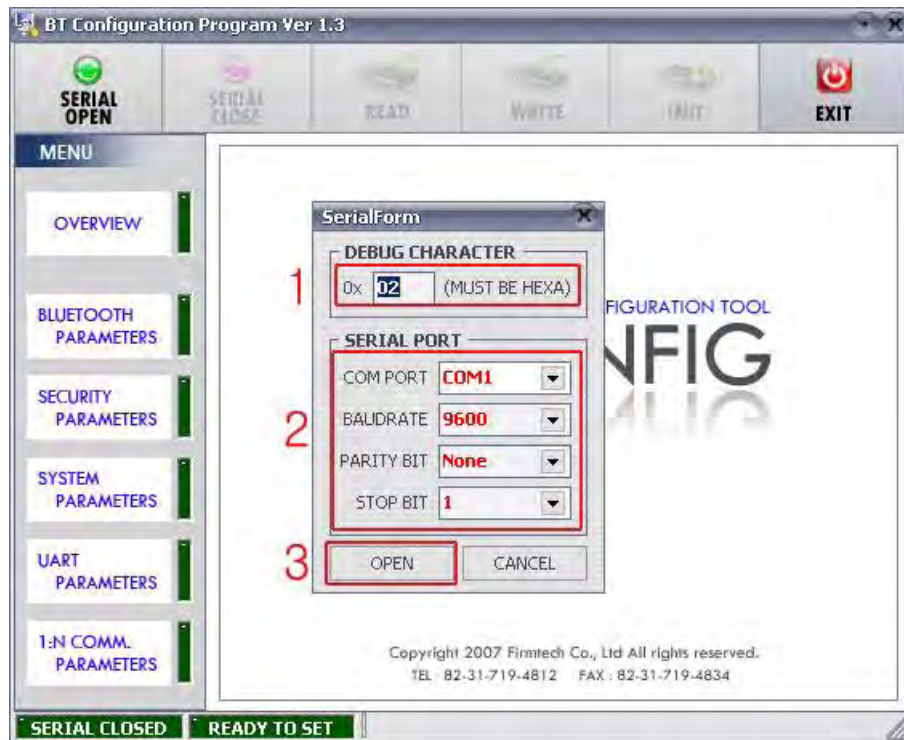 BT Configuration Program Ver 1.3
SERIAL OPEN
SERIAL CLOSE
READ
WRITE
INIT
EXIT
MENU
OVERVIEW
BLUETOOTH
PARAMETERS
SECURITY
PARAMETERS
SYSTEM
PARAMETERS
UART
PARAMETERS
1:N COMM.
PARAMETERS
SerialForm
DEBUG CHARACTER
1
0x 02 (MUST BE HEXA)
SERIAL PORT
2
COM PORT COM1
BAUDRATE 9600
PARITY BIT None
STOP BIT 1
3
OPEN
CANCEL
FIGURATION TOOL
NFIG
Copyright 2007 Firmtech Co., Ltd All rights reserved.
TEL : 82-31-719-4812 FAX : 82-31-719-4834
SERIAL CLOSED
READY TO SET